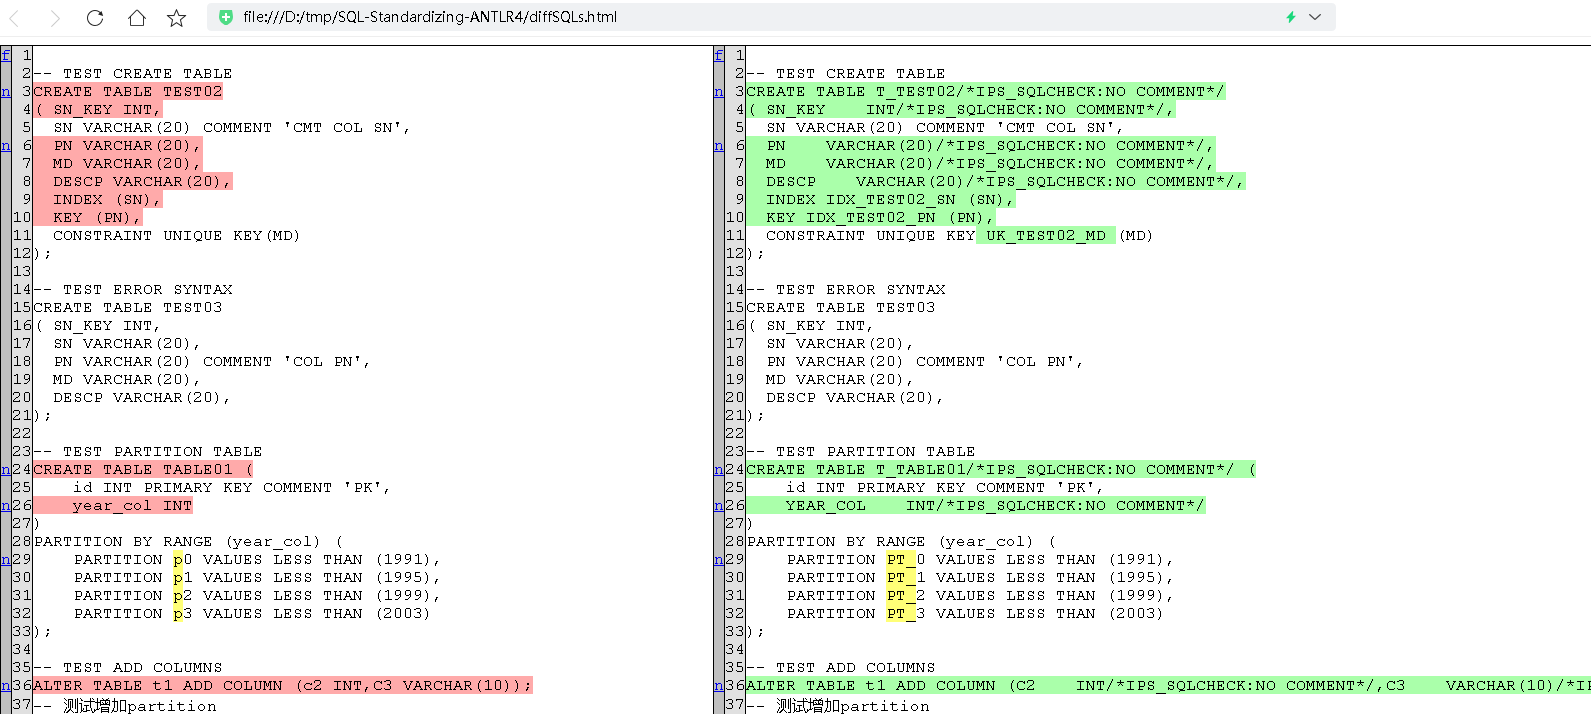 file:///D:/tmp/SQL-Standardizing-ANTLR4/diffSQLs.html
f 1
2 -- TEST CREATE TABLE
n 3 CREATE TABLE TEST02
4 ( SN_KEY INT,
5 SN VARCHAR(20) COMMENT 'CMT COL SN',
n 6 PN VARCHAR(20),
7 MD VARCHAR(20),
8 DESCP VARCHAR(20),
9 INDEX (SN),
10 KEY (PN),
11 CONSTRAINT UNIQUE KEY(MD)
12 );
13
14 -- TEST ERROR SYNTAX
15 CREATE TABLE TEST03
16 ( SN_KEY INT,
17 SN VARCHAR(20),
18 PN VARCHAR(20) COMMENT 'COL PN',
19 MD VARCHAR(20),
20 DESCP VARCHAR(20),
21 );
22
23 -- TEST PARTITION TABLE
n 24 CREATE TABLE TABLE01 (
25 id INT PRIMARY KEY COMMENT 'PK',
n 26 year_col INT
27 )
28 PARTITION BY RANGE (year_col) (
n 29 PARTITION p0 VALUES LESS THAN (1991),
30 PARTITION p1 VALUES LESS THAN (1995),
31 PARTITION p2 VALUES LESS THAN (1999),
32 PARTITION p3 VALUES LESS THAN (2003)
33 );
34
35 -- TEST ADD COLUMNS
n 36 ALTER TABLE t1 ADD COLUMN (c2 INT,C3 VARCHAR(10));
37 -- 测试增加partition
f 1
2 -- TEST CREATE TABLE
n 3 CREATE TABLE T_TEST02/*IPS_SQLCHECK:NO COMMENT*/
4 ( SN_KEY INT/*IPS_SQLCHECK:NO COMMENT*/,
5 SN VARCHAR(20) COMMENT 'CMT COL SN',
n 6 PN VARCHAR(20)/*IPS_SQLCHECK:NO COMMENT*/,
7 MD VARCHAR(20)/*IPS_SQLCHECK:NO COMMENT*/,
8 DESCP VARCHAR(20)/*IPS_SQLCHECK:NO COMMENT*/,
9 INDEX IDX_TEST02_SN (SN),
10 KEY IDX_TEST02_PN (PN),
11 CONSTRAINT UNIQUE KEY UK_TEST02_MD (MD)
12 );
13
14 -- TEST ERROR SYNTAX
15 CREATE TABLE TEST03
16 ( SN_KEY INT,
17 SN VARCHAR(20),
18 PN VARCHAR(20) COMMENT 'COL PN',
19 MD VARCHAR(20),
20 DESCP VARCHAR(20),
21 );
22
23 -- TEST PARTITION TABLE
n 24 CREATE TABLE T_TABLE01/*IPS_SQLCHECK:NO COMMENT*/ (
25 id INT PRIMARY KEY COMMENT 'PK',
n 26 YEAR_COL INT/*IPS_SQLCHECK:NO COMMENT*/
27 )
28 PARTITION BY RANGE (year_col) (
n 29 PARTITION PT_0 VALUES LESS THAN (1991),
30 PARTITION PT_1 VALUES LESS THAN (1995),
31 PARTITION PT_2 VALUES LESS THAN (1999),
32 PARTITION PT_3 VALUES LESS THAN (2003)
33 );
34
35 -- TEST ADD COLUMNS
n 36 ALTER TABLE t1 ADD COLUMN (C2 INT/*IPS_SQLCHECK:NO COMMENT*/,C3 VARCHAR(10)/*IP
37 -- 测试增加partition